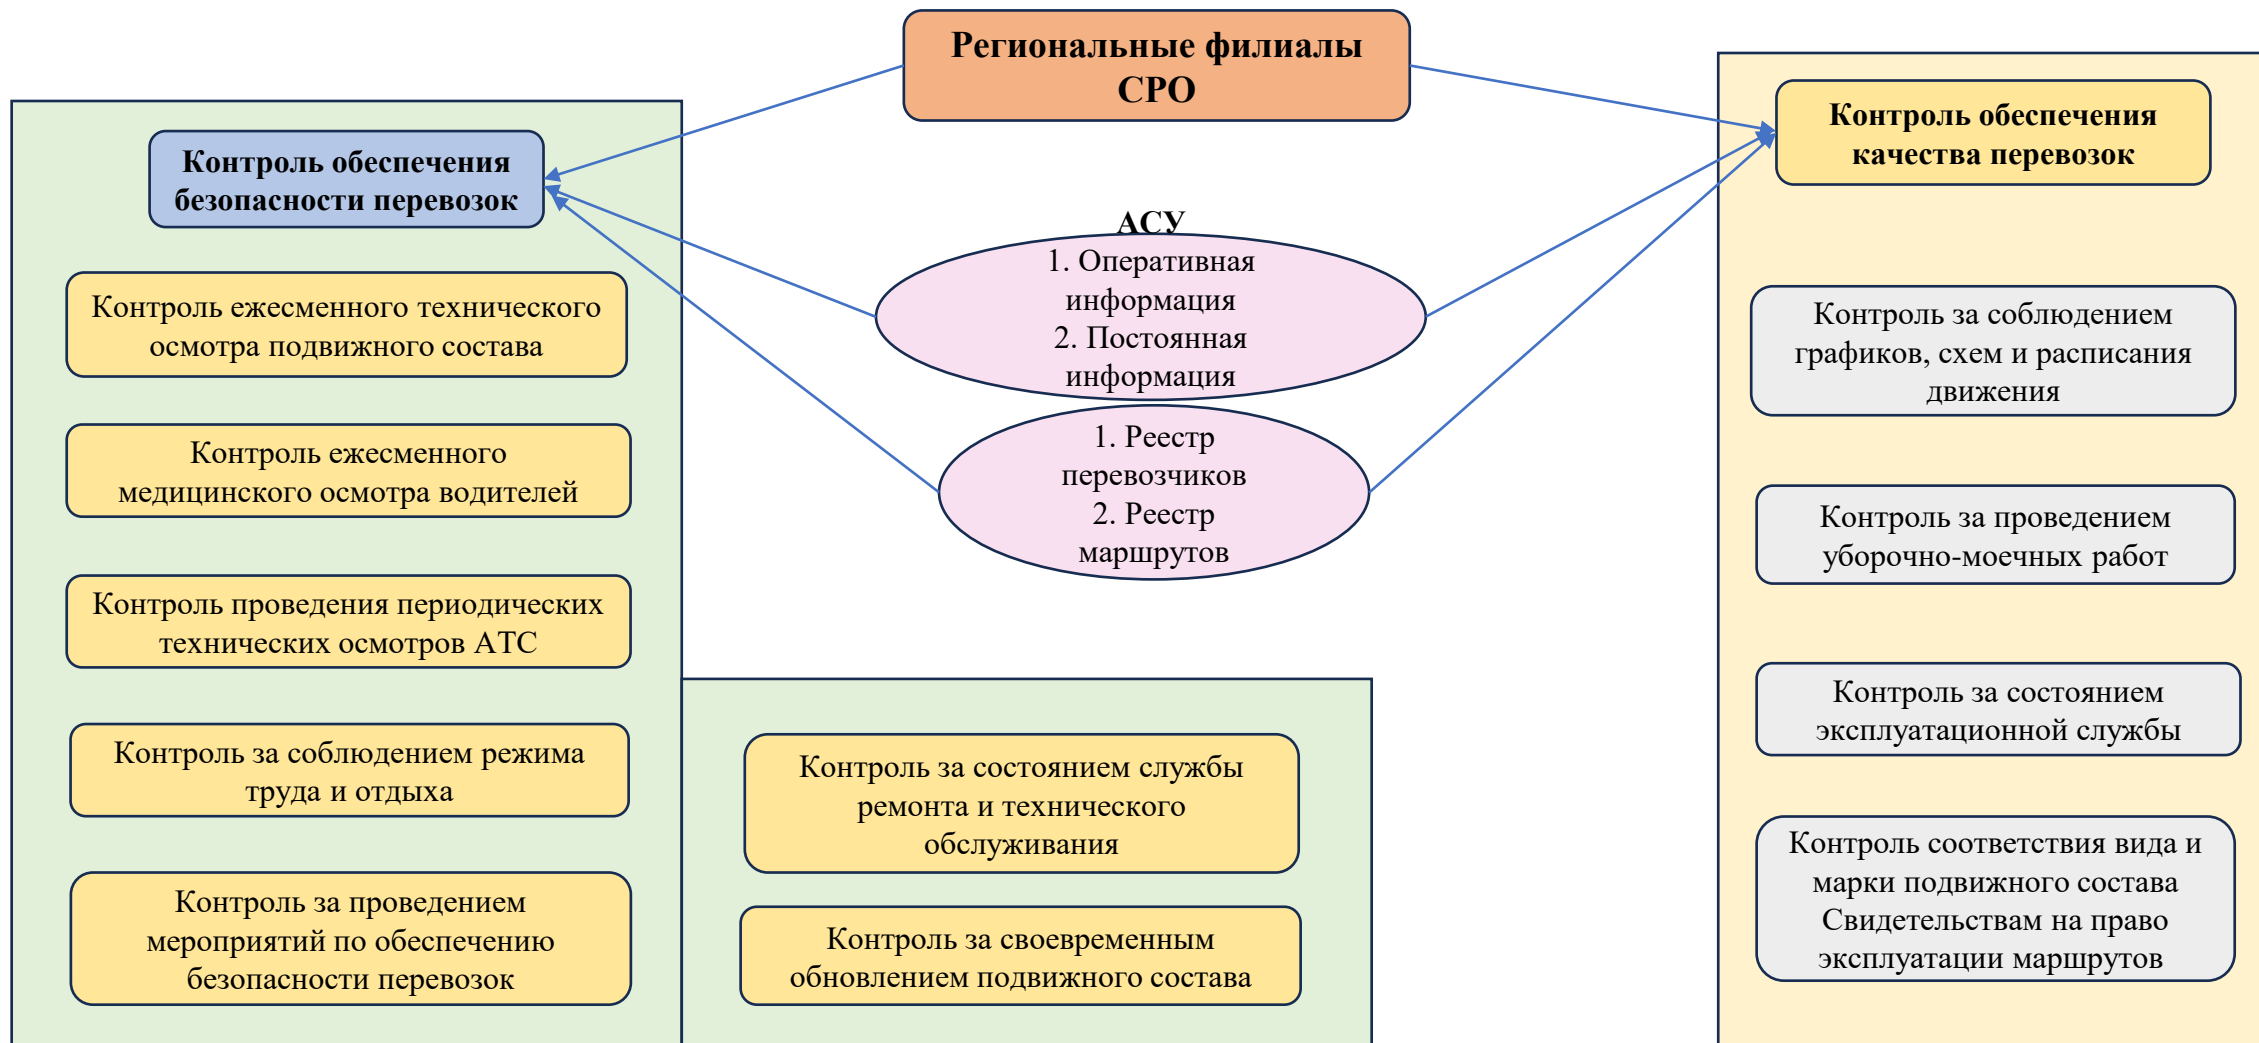 Региональные филиалы
СРО
Контроль обеспечения
безопасности перевозок
Контроль ежесменного технического
осмотра подвижного состава
Контроль ежесменного
медицинского осмотра водителей
Контроль проведения периодических
технических осмотров АТС
Контроль за соблюдением режима
труда и отдыха
Контроль за проведением
мероприятий по обеспечению
безопасности перевозок
АСУ
1. Оперативная
информация
2. Постоянная
информация
1. Реестр
перевозчиков
2. Реестр
маршрутов
Контроль за состоянием службы
ремонта и технического
обслуживания
Контроль за своевременным
обновлением подвижного состава
Контроль обеспечения
качества перевозок
Контроль за соблюдением
графиков, схем и расписания
движения
Контроль за проведением
уборочно-моечных работ
Контроль за состоянием
эксплуатационной службы
Контроль соответствия вида и
марки подвижного состава
Свидетельствам на право
эксплуатации маршрутов